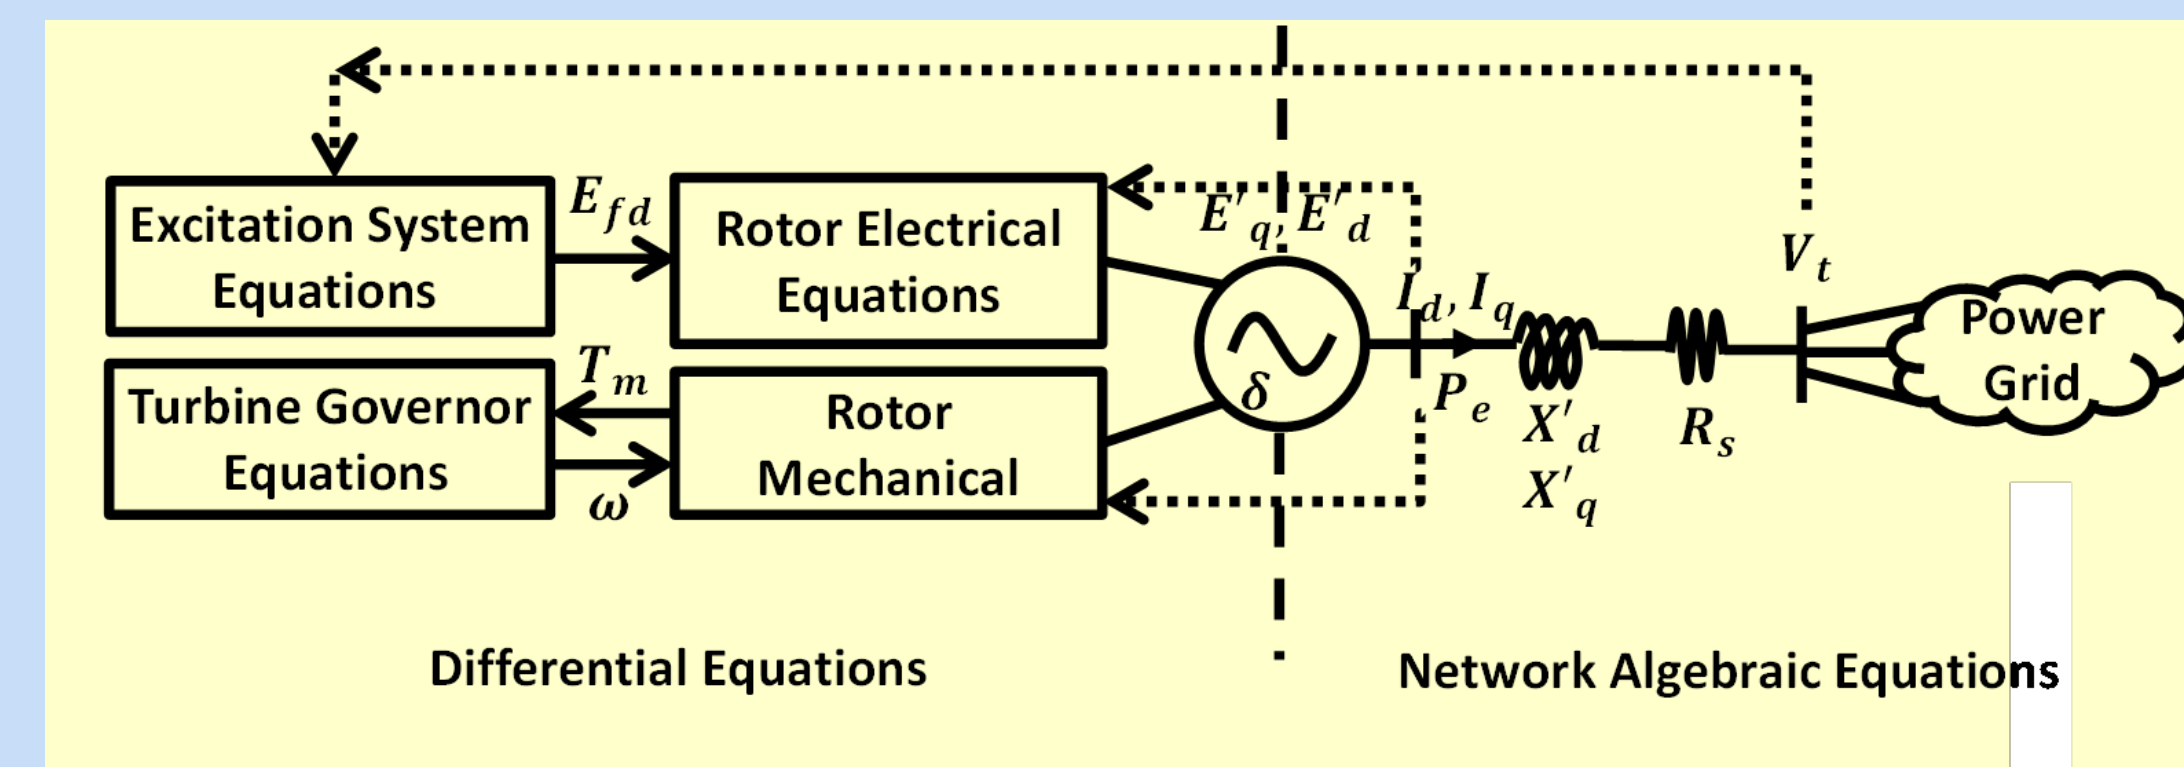 Excitation System
Equations
E_fd
Rotor Electrical
Equations
E'_q, E'_d
I_d, I_q
V_t
Power
Grid
Turbine Governor
Equations
T_m
ω
Rotor
Mechanical
δ
P_e
X'_d
X'_q
R_s
Differential Equations
Network Algebraic Equations